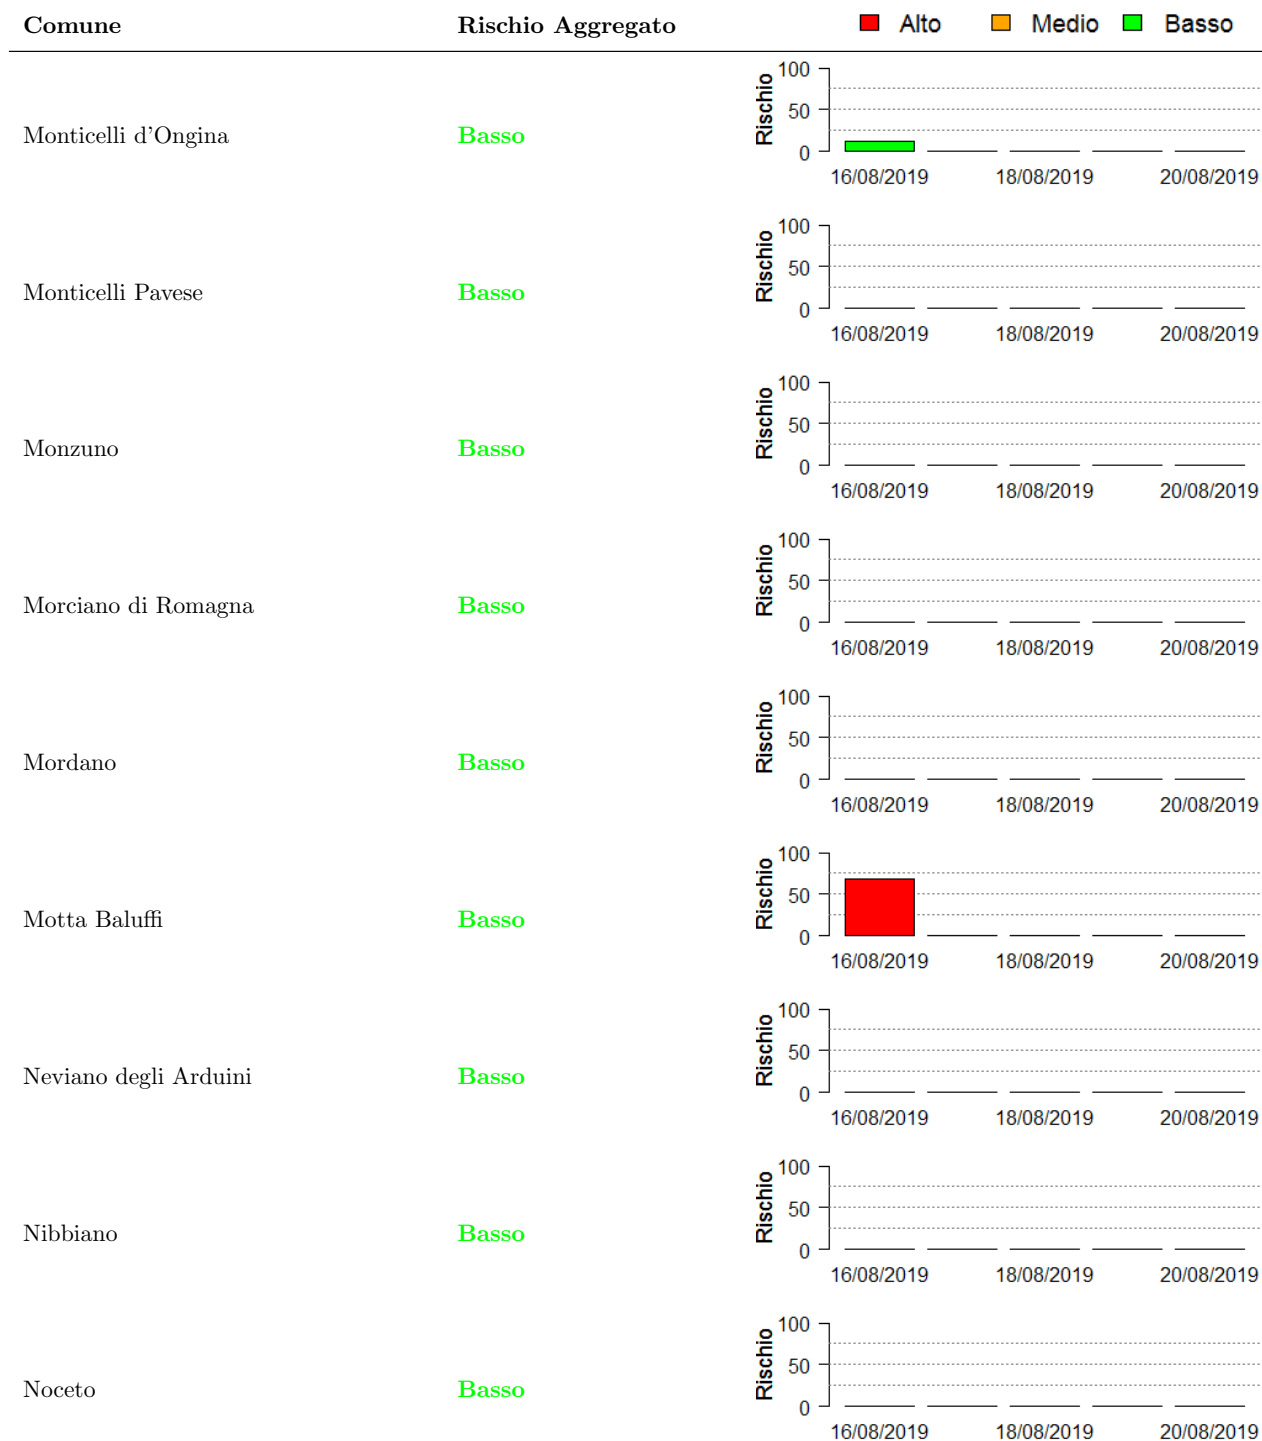 Comune Rischio Aggregato Alto Medio Basso
Monticelli d'Ongina Basso
Rischio
100
50
0
16/08/2019 18/08/2019 20/08/2019
Monticelli Pavese Basso
Rischio
100
50
0
16/08/2019 18/08/2019 20/08/2019
Monzuno Basso
Rischio
100
50
0
16/08/2019 18/08/2019 20/08/2019
Morciano di Romagna Basso
Rischio
100
50
0
16/08/2019 18/08/2019 20/08/2019
Mordano Basso
Rischio
100
50
0
16/08/2019 18/08/2019 20/08/2019
Motta Baluffi Basso
Rischio
100
50
0
16/08/2019 18/08/2019 20/08/2019
Neviano degli Arduini Basso
Rischio
100
50
0
16/08/2019 18/08/2019 20/08/2019
Nibbiano Basso
Rischio
100
50
0
16/08/2019 18/08/2019 20/08/2019
Noceto Basso
Rischio
100
50
0
16/08/2019 18/08/2019 20/08/2019